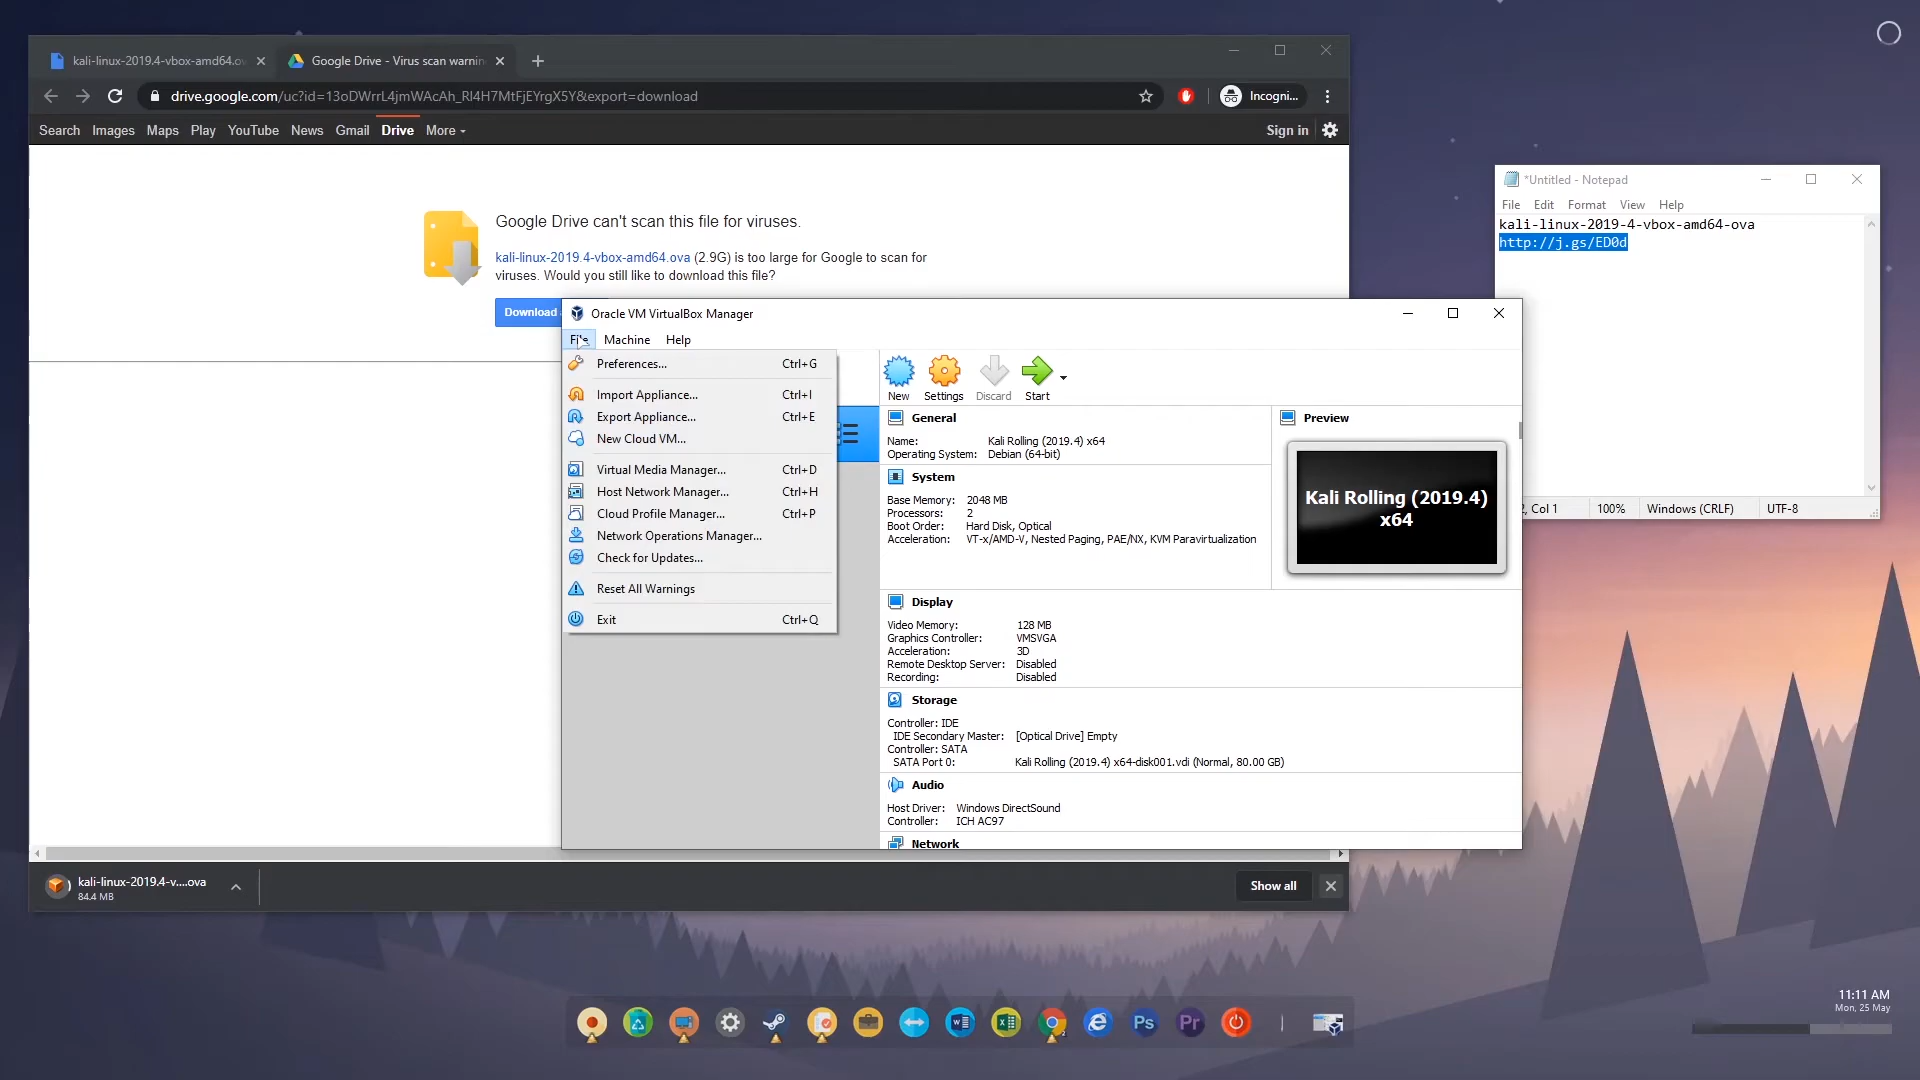 kali-linux-2019.4-vbox-amd64.ov
Google Drive - Virus scan warnin
drive.google.com/uc?id=13oDWrrL4jmWAcAh_Rl4H7MtFjEYrgX5Y&export=download
Incogni...
Search Images Maps Play YouTube News Gmail Drive More
Sign in
Google Drive can't scan this file for viruses.
kali-linux-2019.4-vbox-amd64.ova (2.9G) is too large for Google to scan for
viruses. Would you still like to download this file?
Download
*Untitled - Notepad
File Edit Format View Help
kali-linux-2019-4-vbox-amd64-ova
http://j.gs/ED0d
, Col 1 100% Windows (CRLF) UTF-8
Oracle VM VirtualBox Manager
File Machine Help
Preferences... Ctrl+G
Import Appliance... Ctrl+I
Export Appliance... Ctrl+E
New Cloud VM...
Virtual Media Manager... Ctrl+D
Host Network Manager... Ctrl+H
Cloud Profile Manager... Ctrl+P
Network Operations Manager...
Check for Updates...
Reset All Warnings
Exit Ctrl+Q
New Settings Discard Start
General
Name: Kali Rolling (2019.4) x64
Operating System: Debian (64-bit)
System
Base Memory: 2048 MB
Processors: 2
Boot Order: Hard Disk, Optical
Acceleration: VT-x/AMD-V, Nested Paging, PAE/NX, KVM Paravirtualization
Preview
Kali Rolling (2019.4)
x64
Display
Video Memory: 128 MB
Graphics Controller: VMSVGA
Acceleration: 3D
Remote Desktop Server: Disabled
Recording: Disabled
Storage
Controller: IDE
IDE Secondary Master: [Optical Drive] Empty
Controller: SATA
SATA Port 0: Kali Rolling (2019.4) x64-disk001.vdi (Normal, 80.00 GB)
Audio
Host Driver: Windows DirectSound
Controller: ICH AC97
Network
kali-linux-2019.4-v....ova
84.4 MB
Show all
Ps
Pr
11:11 AM
Mon, 25 May